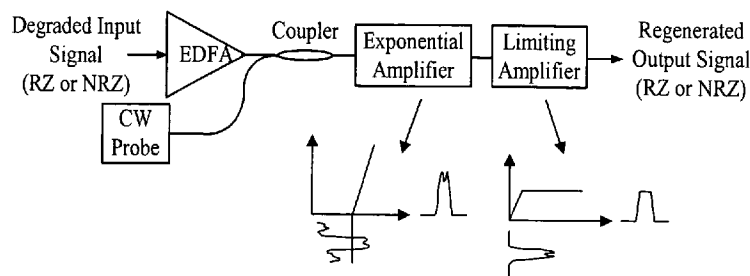 Degraded Input
Signal
(RZ or NRZ)
EDFA
Coupler
CW
Probe
Exponential
Amplifier
Limiting
Amplifier
Regenerated
Output Signal
(RZ or NRZ)